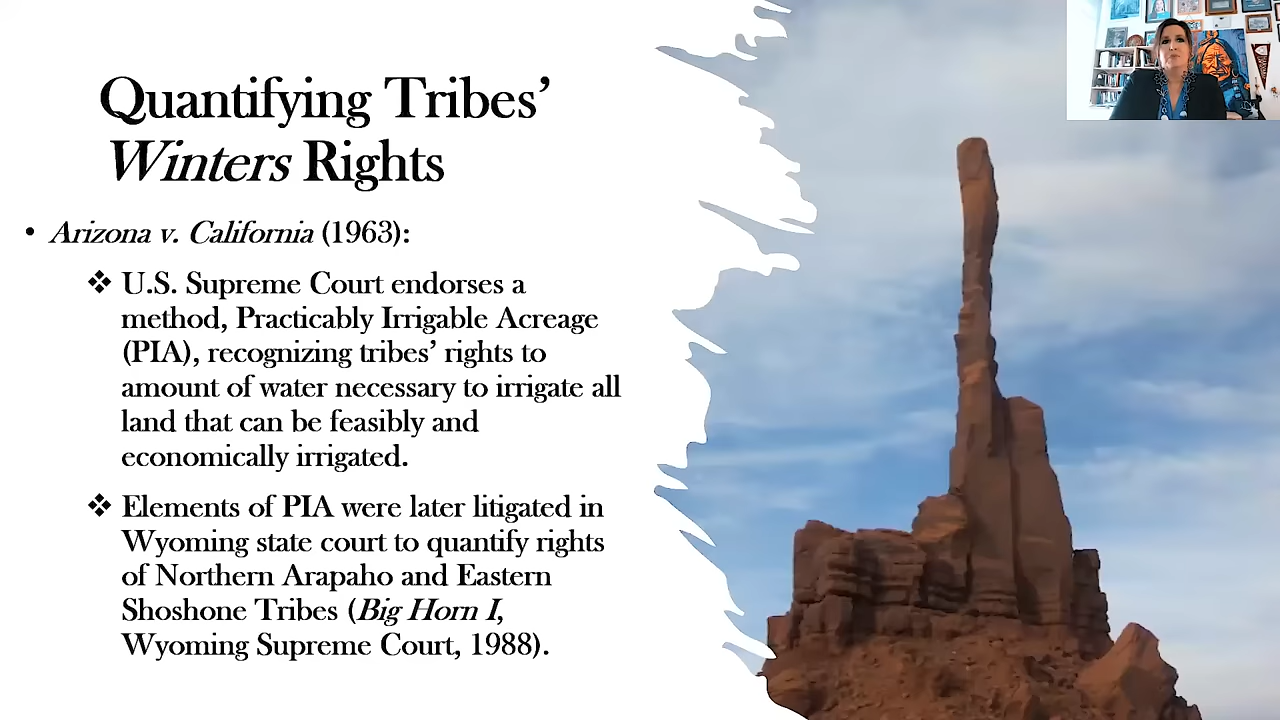 Quantifying Tribes’
Winters Rights
• Arizona v. California (1963):
❖ U.S. Supreme Court endorses a
method, Practicably Irrigable Acreage
(PIA), recognizing tribes’ rights to
amount of water necessary to irrigate all
land that can be feasibly and
economically irrigated.
❖ Elements of PIA were later litigated in
Wyoming state court to quantify rights
of Northern Arapaho and Eastern
Shoshone Tribes (Big Horn I,
Wyoming Supreme Court, 1988).